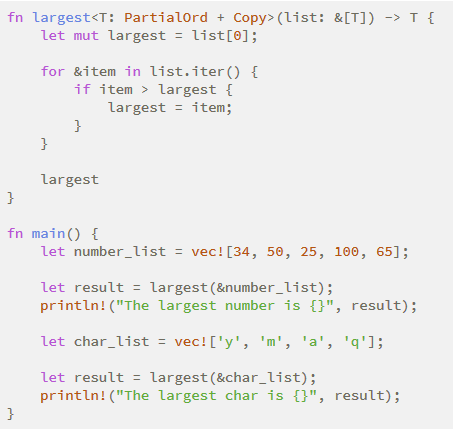 fn largest<T: PartialOrd + Copy>(list: &[T]) -> T {
    let mut largest = list[0];

    for &item in list.iter() {
        if item > largest {
            largest = item;
        }
    }

    largest
}

fn main() {
    let number_list = vec![34, 50, 25, 100, 65];

    let result = largest(&number_list);
    println!("The largest number is {}", result);

    let char_list = vec!['y', 'm', 'a', 'q'];

    let result = largest(&char_list);
    println!("The largest char is {}", result);
}